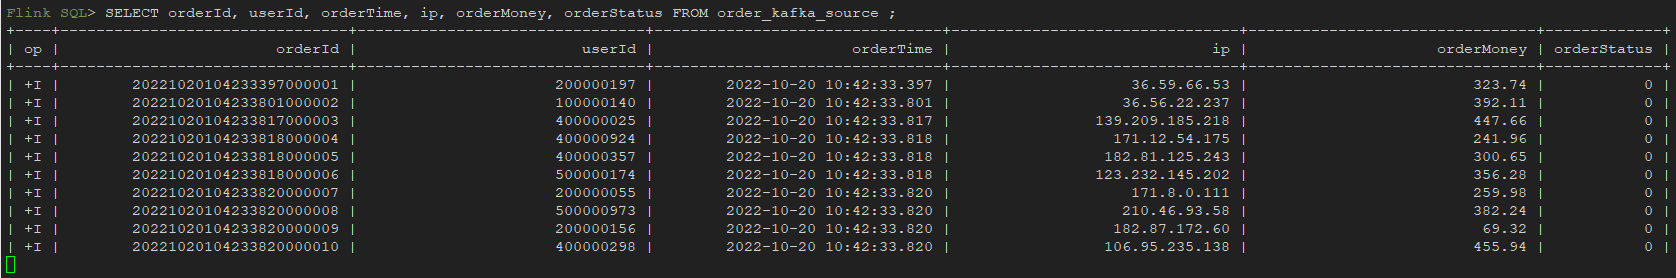 Flink SQL> SELECT orderId, userId, orderTime, ip, orderMoney, orderStatus FROM order_kafka_source ;
+----+--------------------------------+--------------------------------+--------------------------------+--------------------------------+--------------------------------+-------------+
| op | orderId | userId | orderTime | ip | orderMoney | orderStatus |
+----+--------------------------------+--------------------------------+--------------------------------+--------------------------------+--------------------------------+-------------+
| +I | 20221020104233397000001 | 200000197 | 2022-10-20 10:42:33.397 | 36.59.66.53 | 323.74 | 0 |
| +I | 20221020104233801000002 | 100000140 | 2022-10-20 10:42:33.801 | 36.56.22.237 | 392.11 | 0 |
| +I | 20221020104233817000003 | 400000025 | 2022-10-20 10:42:33.817 | 139.209.185.218 | 447.66 | 0 |
| +I | 20221020104233818000004 | 400000924 | 2022-10-20 10:42:33.818 | 171.12.54.175 | 241.96 | 0 |
| +I | 20221020104233818000005 | 400000357 | 2022-10-20 10:42:33.818 | 182.81.125.243 | 300.65 | 0 |
| +I | 20221020104233818000006 | 500000174 | 2022-10-20 10:42:33.818 | 123.232.145.202 | 356.28 | 0 |
| +I | 20221020104233820000007 | 200000055 | 2022-10-20 10:42:33.820 | 171.8.0.111 | 259.98 | 0 |
| +I | 20221020104233820000008 | 500000973 | 2022-10-20 10:42:33.820 | 210.46.93.58 | 382.24 | 0 |
| +I | 20221020104233820000009 | 200000156 | 2022-10-20 10:42:33.820 | 182.87.172.60 | 69.32 | 0 |
| +I | 20221020104233820000010 | 400000298 | 2022-10-20 10:42:33.820 | 106.95.235.138 | 455.94 | 0 |